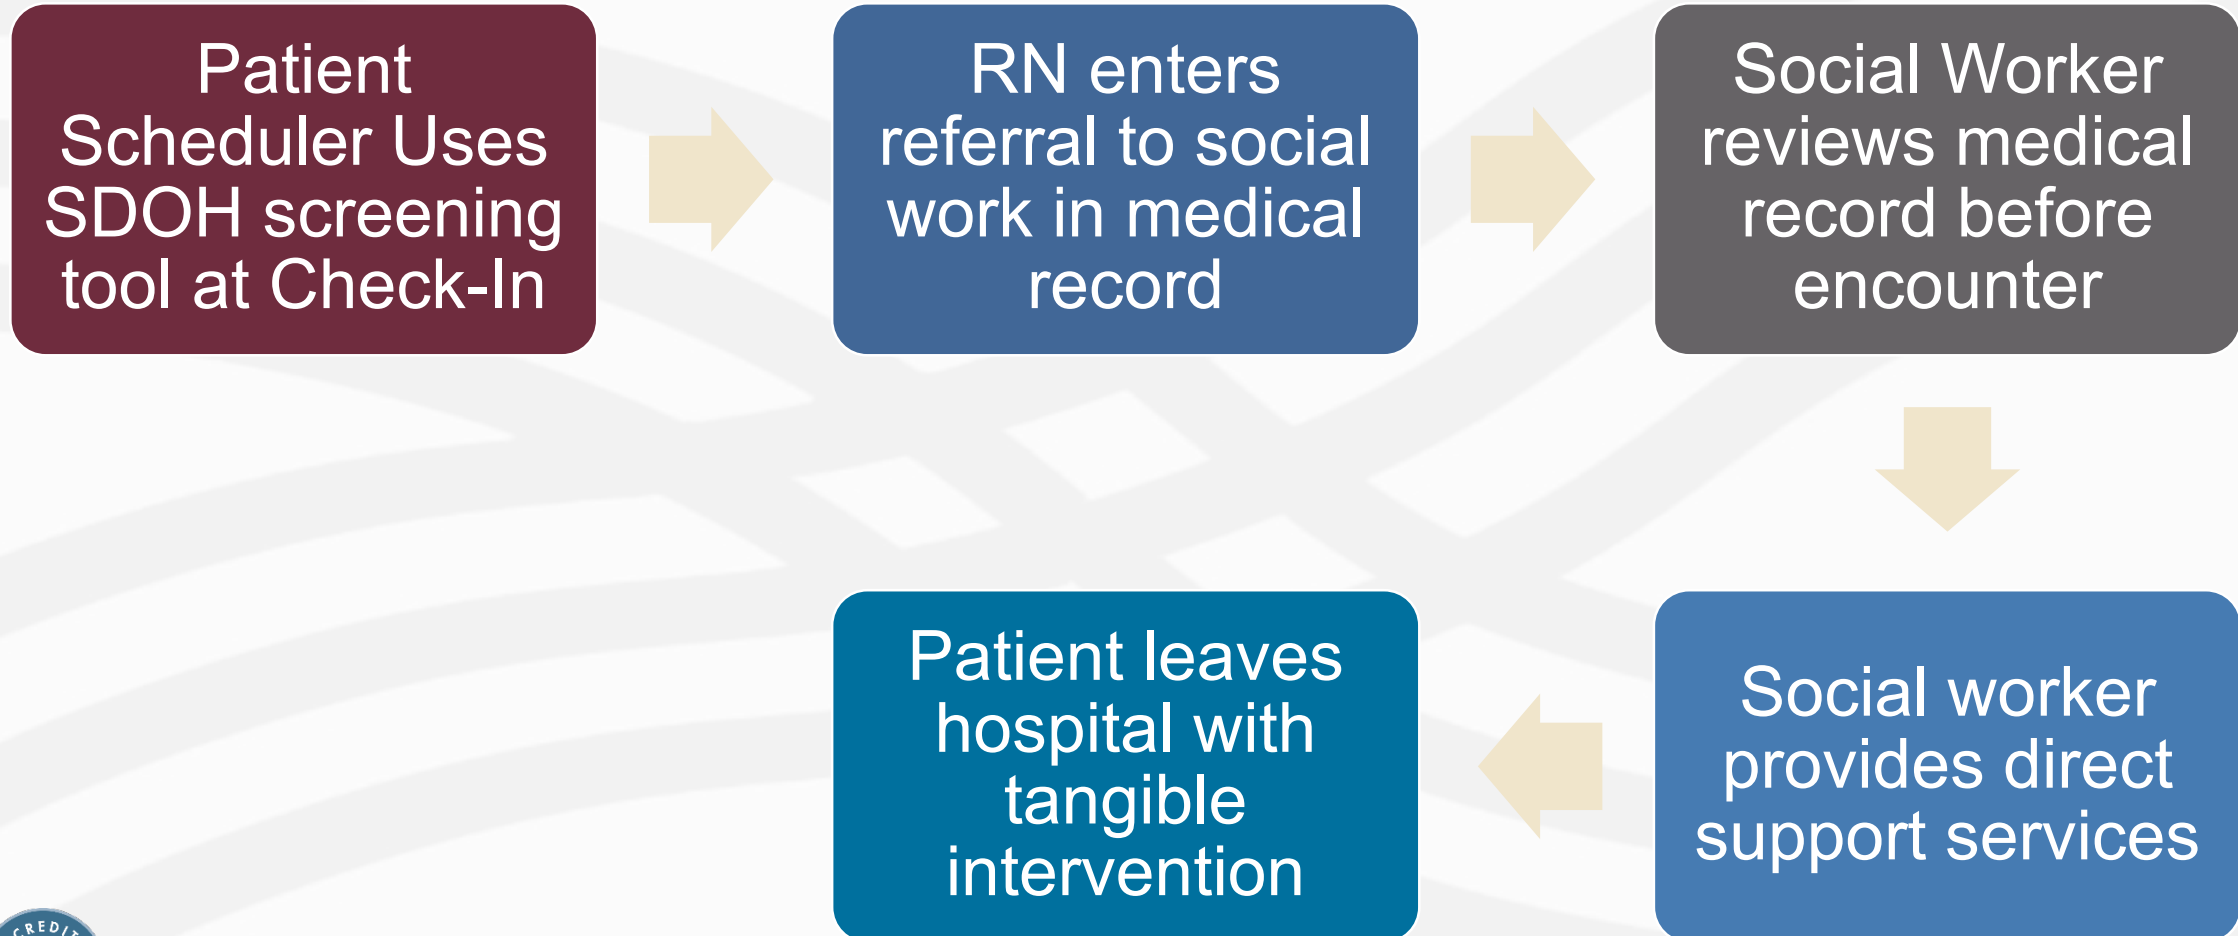 Patient
Scheduler Uses
SDOH screening
tool at Check-In
RN enters
referral to social
work in medical
record
Social Worker
reviews medical
record before
encounter
Social worker
provides direct
support services
Patient leaves
hospital with
tangible
intervention